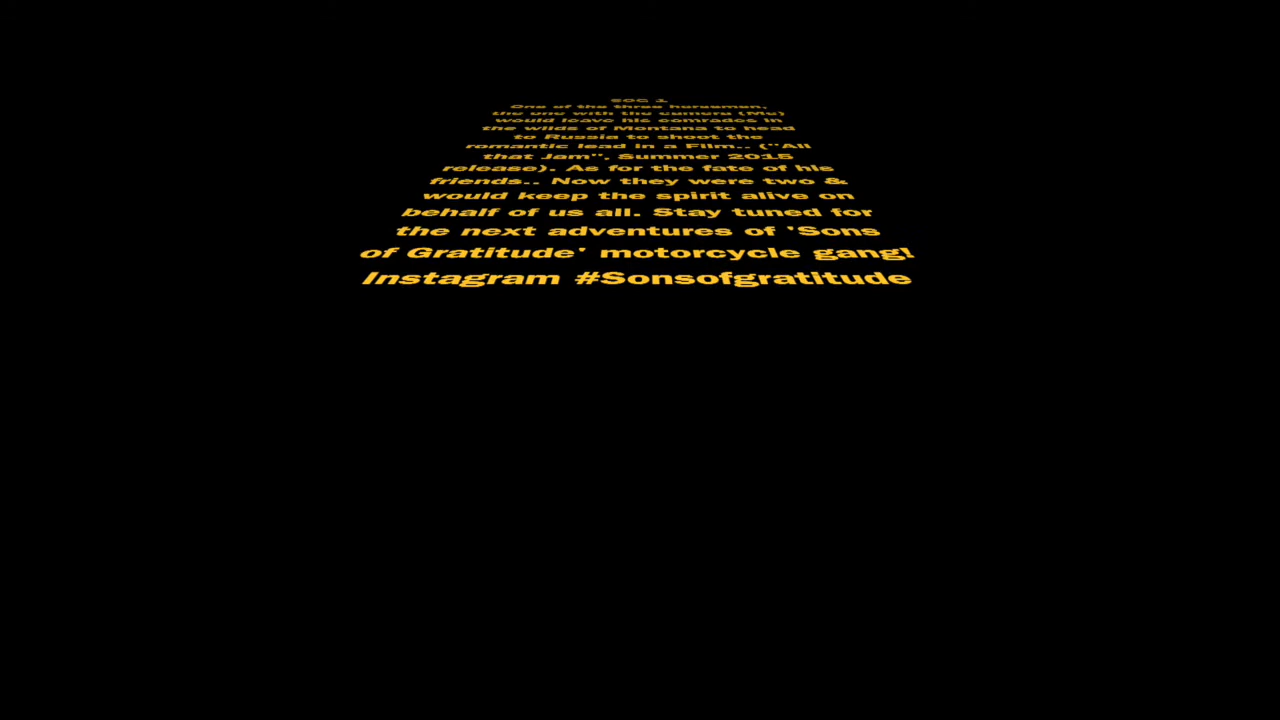 SOG 1
One of the three horsemen,
the one with the camera (Me)
would leave his comrades in
the wilds of Montana to head
to Russia to shoot the
romantic lead in a Film.. ("All
that Jam", Summer 2015
release). As for the fate of his
friends.. Now they were two &
would keep the spirit alive on
behalf of us all. Stay tuned for
the next adventures of 'Sons
of Gratitude' motorcycle gang!
Instagram #Sonsofgratitude